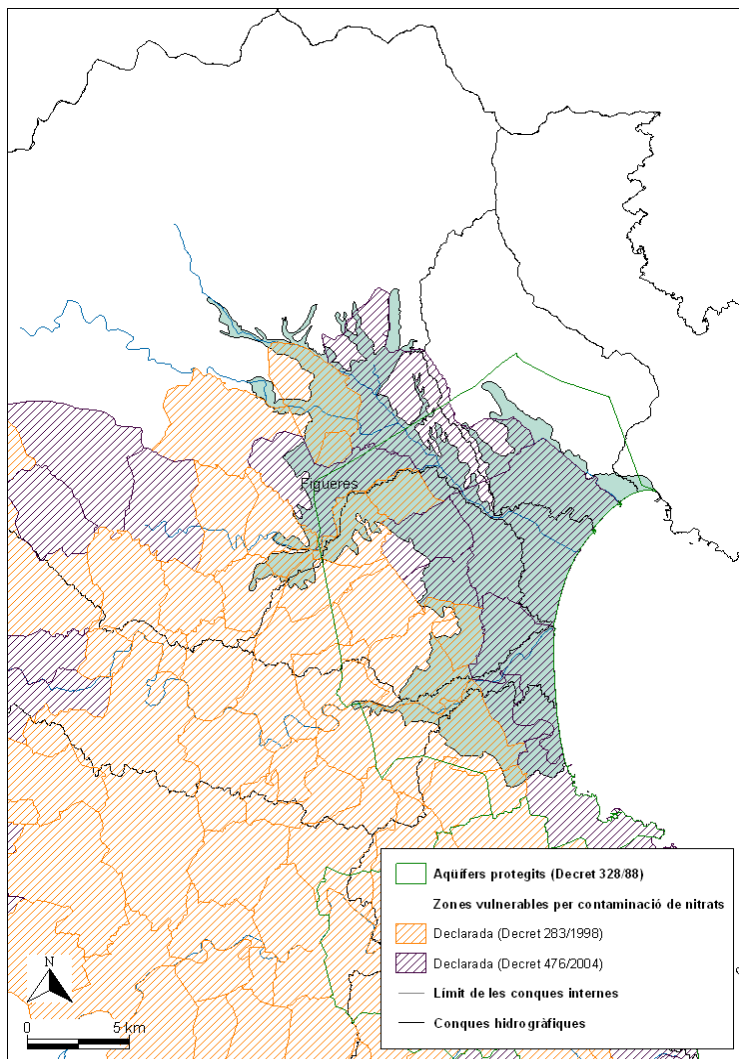 Figueres
Aqüífers protegits (Decret 328/88)
Zones vulnerables per contaminació de nitrats
Declarada (Decret 283/1998)
Declarada (Decret 476/2004)
Límit de les conques internes
Conques hidrogràfiques
N
0 5 km